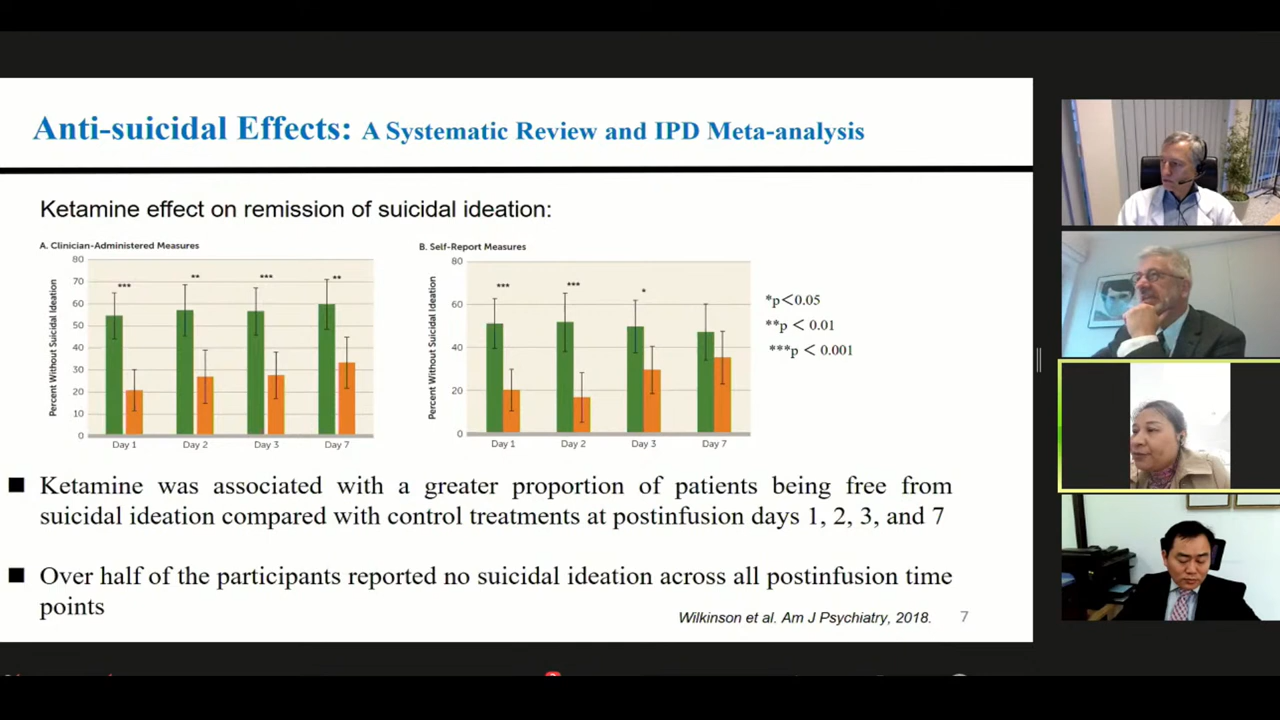 Anti-suicidal Effects: A Systematic Review and IPD Meta-analysis
Ketamine effect on remission of suicidal ideation:
A. Clinician-Administered Measures
Percent Without Suicidal Ideation
80
70
60
50
40
30
20
10
0
***
**
***
**
Day 1
Day 2
Day 3
Day 7
B. Self-Report Measures
Percent Without Suicidal Ideation
80
60
40
20
0
***
***
*
Day 1
Day 2
Day 3
Day 7
*p＜0.05
**p ＜ 0.01
***p ＜ 0.001
■ Ketamine was associated with a greater proportion of patients being free from
suicidal ideation compared with control treatments at postinfusion days 1, 2, 3, and 7
■ Over half of the participants reported no suicidal ideation across all postinfusion time
points
Wilkinson et al. Am J Psychiatry, 2018.
7